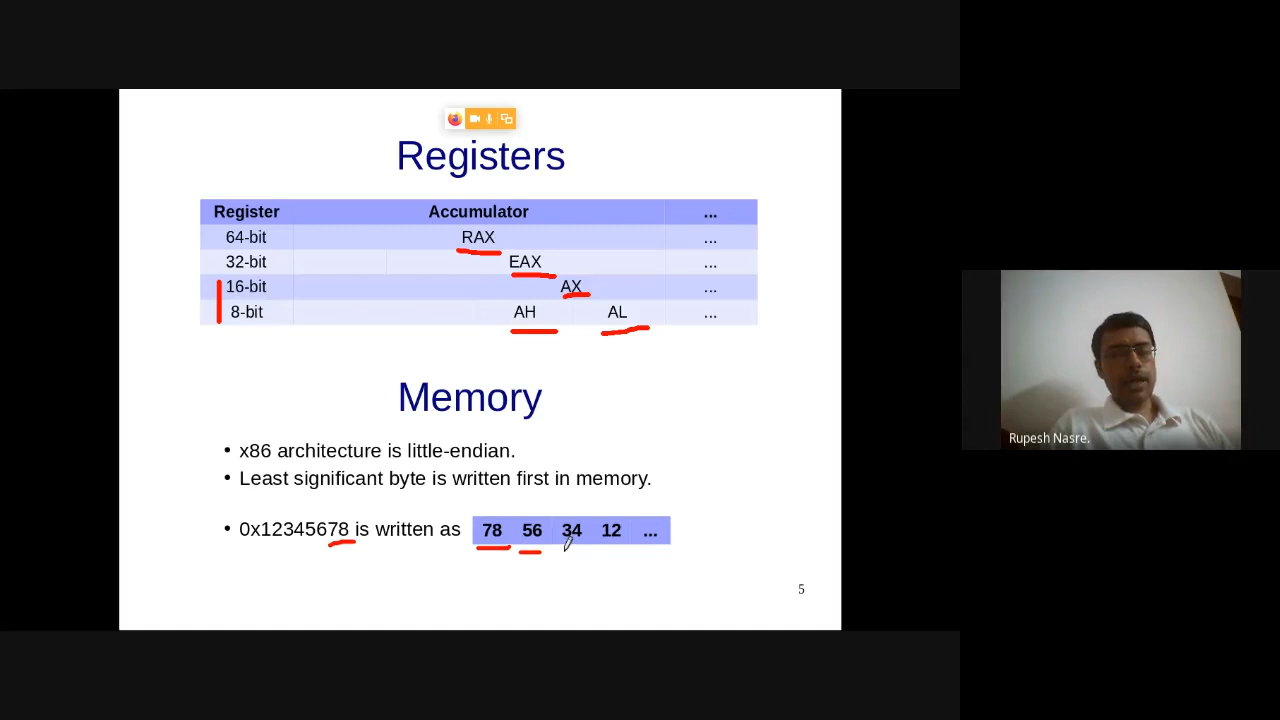 Registers
Register Accumulator ...
64-bit RAX ...
32-bit EAX ...
16-bit AX ...
8-bit AH AL ...
Memory
• x86 architecture is little-endian.
• Least significant byte is written first in memory.
• 0x12345678 is written as 78 56 34 12 ...
5
Rupesh Nasre.